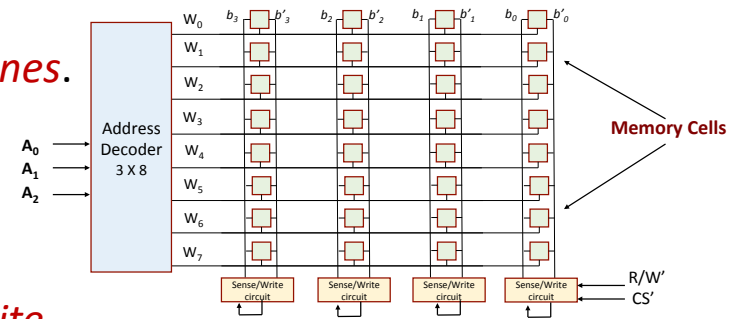 b₃ b'₃ b₂ b'₂ b₁ b'₁ b₀ b'₀
W₀
W₁
nes.
W₂
W₃
Address
Decoder
3 X 8
Memory Cells
A₀
A₁
A₂
W₄
W₅
W₆
W₇
Sense/Write circuit
Sense/Write circuit
Sense/Write circuit
Sense/Write circuit
R/W'
CS'